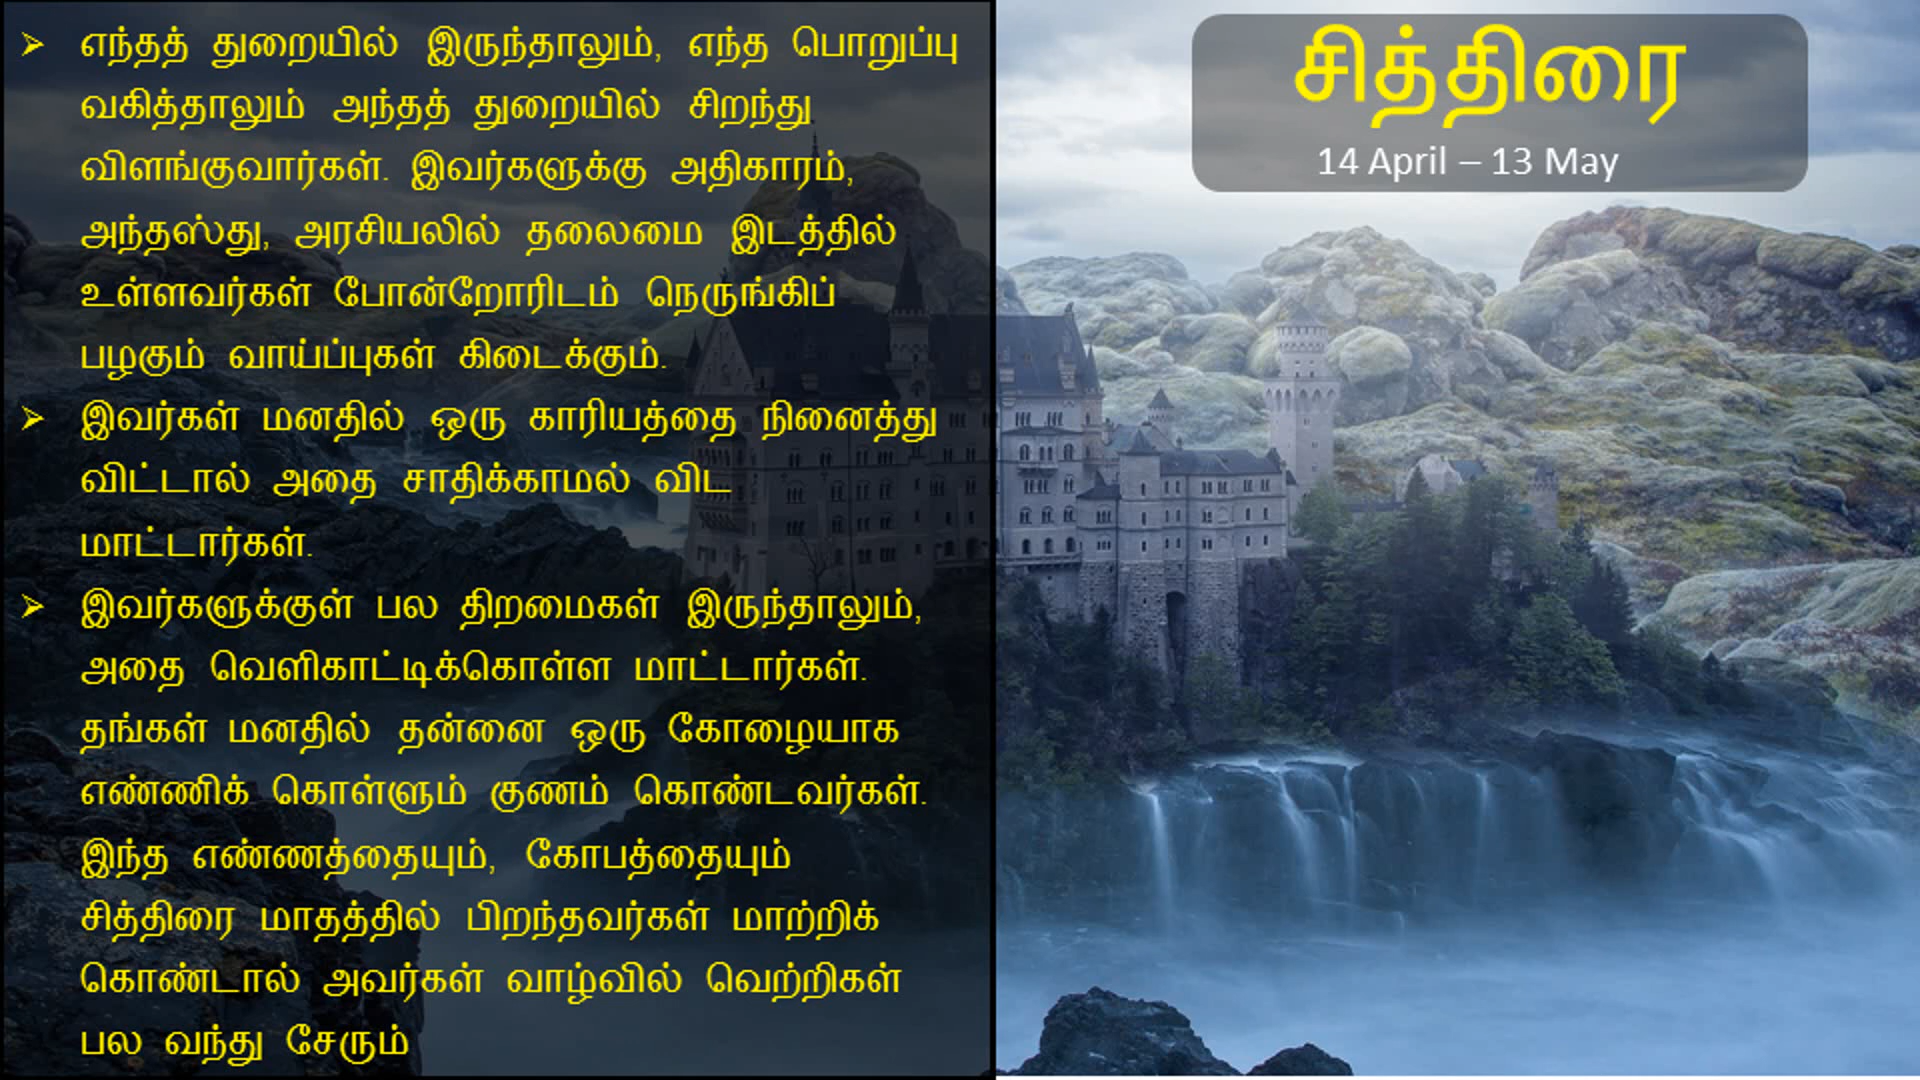 ➢ எந்தத் துறையில் இருந்தாலும், எந்த பொறுப்பு
வகித்தாலும் அந்தத் துறையில் சிறந்து
விளங்குவார்கள். இவர்களுக்கு அதிகாரம்,
அந்தஸ்து, அரசியலில் தலைமை இடத்தில்
உள்ளவர்கள் போன்றோரிடம் நெருங்கிப்
பழகும் வாய்ப்புகள் கிடைக்கும்.
➢ இவர்கள் மனதில் ஒரு காரியத்தை நினைத்து
விட்டால் அதை சாதிக்காமல் விட
மாட்டார்கள்.
➢ இவர்களுக்குள் பல திறமைகள் இருந்தாலும்,
அதை வெளிகாட்டிக்கொள்ள மாட்டார்கள்.
தங்கள் மனதில் தன்னை ஒரு கோழையாக
எண்ணிக் கொள்ளும் குணம் கொண்டவர்கள்.
இந்த எண்ணத்தையும், கோபத்தையும்
சித்திரை மாதத்தில் பிறந்தவர்கள் மாற்றிக்
கொண்டால் அவர்கள் வாழ்வில் வெற்றிகள்
பல வந்து சேரும்
சித்திரை
14 April – 13 May